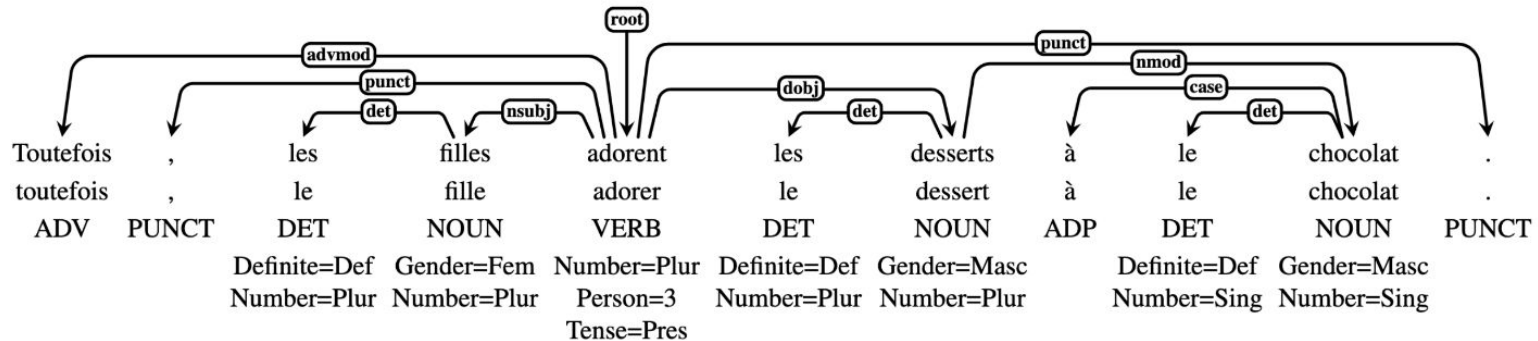 root
advmod punct
punct nmod
dobj case
det nsubj det det
Toutefois , les filles adorent les desserts à le chocolat .
toutefois , le fille adorer le dessert à le chocolat .
ADV PUNCT DET NOUN VERB DET NOUN ADP DET NOUN PUNCT
Definite=Def Gender=Fem Number=Plur Definite=Def Gender=Masc Definite=Def Gender=Masc
Number=Plur Number=Plur Person=3 Number=Plur Number=Plur Number=Sing Number=Sing
Tense=Pres